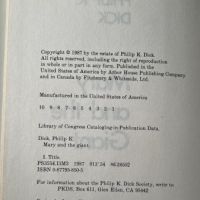 Copyright © 1987 by the estate of Philip K. Dick.
All rights reserved, including the right of reproduction
in whole or in part in any form. Published in the
United States of America by Arbor House Publishing Company
and in Canada by Fitzhenry & Whiteside, Ltd.
Manufactured in the United States of America
10 9 8 7 6 5 4 3 2 1
Library of Congress Cataloging in Publication Data
Dick, Philip K.
Mary and the giant.
I. Title.
PS3554.I3M3 1987 813'.54
ISBN 0-87795-850-5
For information about the Philip K. Dick Society, write to
PKDS, Box 611, Glen Ellen, CA 95442